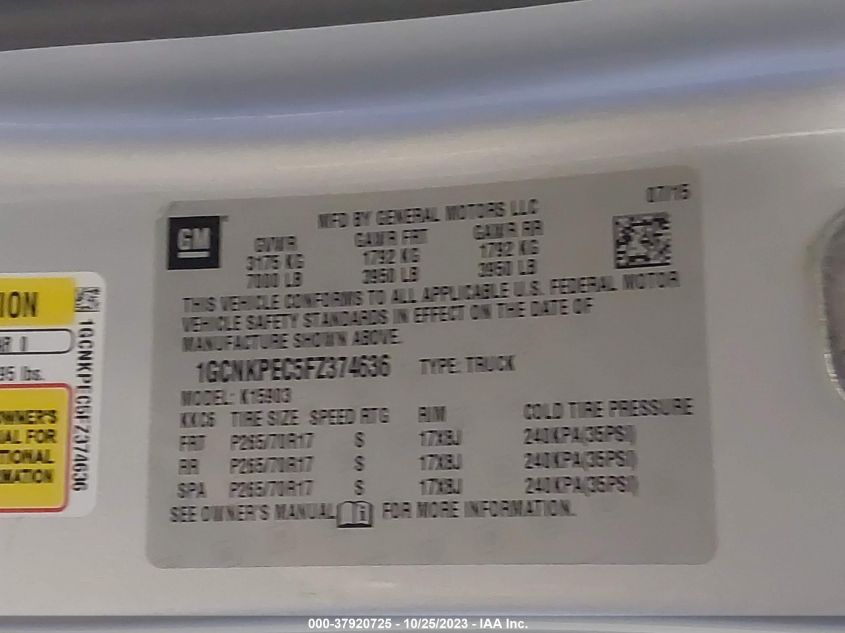 07/15
GM™ MFD BY GENERAL MOTORS LLC
GVWR GAWR FRT GAWR RR
3175 KG 1792 KG 1792 KG
7000 LB 3950 LB 3950 LB
THIS VEHICLE CONFORMS TO ALL APPLICABLE U.S. FEDERAL MOTOR
VEHICLE SAFETY STANDARDS IN EFFECT ON THE DATE OF
MANUFACTURE SHOWN ABOVE.
1GCNKPEC5FZ374636 TYPE: TRUCK
MODEL: K15903
KKC6 TIRE SIZE SPEED RTG RIM COLD TIRE PRESSURE
FRT P265/70R17 S 17X8J 240KPA(35PSI)
RR P265/70R17 S 17X8J 240KPA(35PSI)
SPA P265/70R17 S 17X8J 240KPA(35PSI)
SEE OWNER'S MANUAL FOR MORE INFORMATION.
ION
95 lbs.
OWNER'S
UAL FOR
TIONAL
RMATION
1GCNKPEC5FZ374636
000-37920725 - 10/25/2023 - IAA Inc.